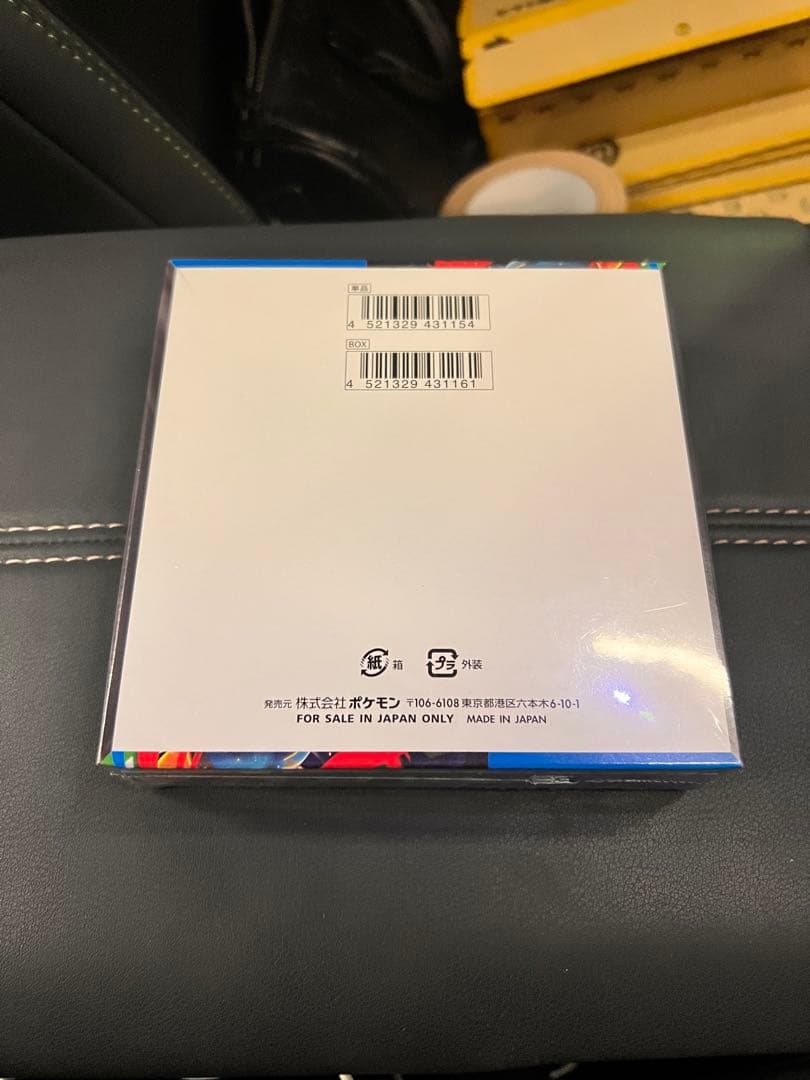 単品
4 521329 431154
BOX
4 521329 431161
紙 箱 プラ 外装
発売元 株式会社ポケモン 〒106-6108 東京都港区六本木6-10-1
FOR SALE IN JAPAN ONLY MADE IN JAPAN